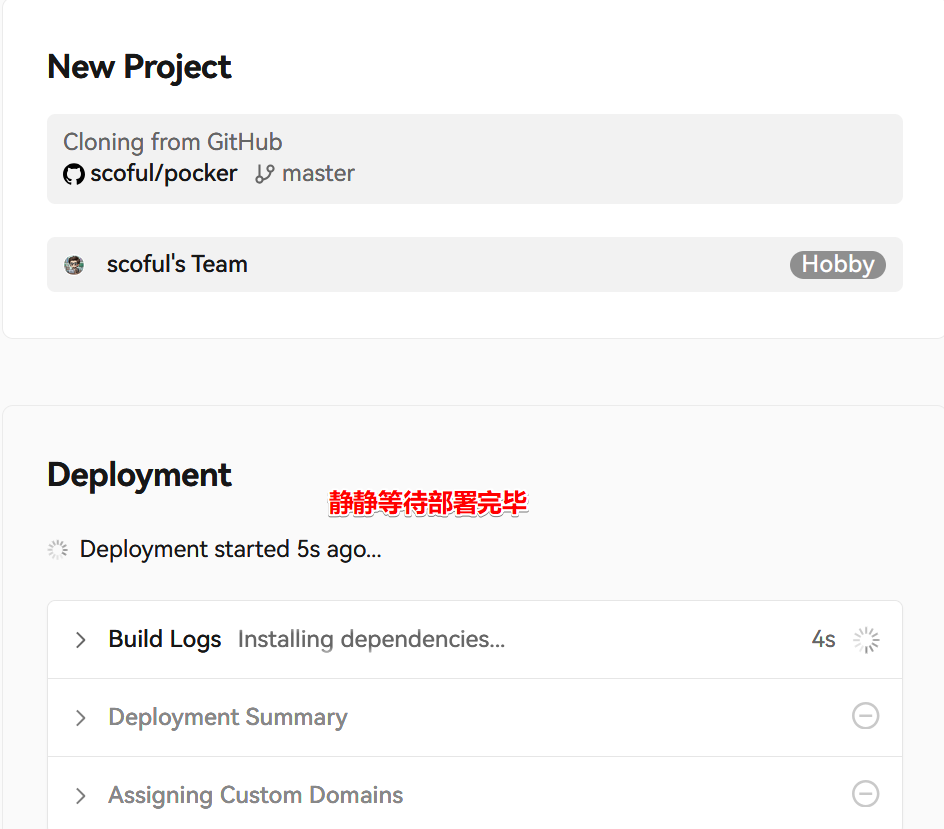 New Project
Cloning from GitHub
scoful/pocker master
scoful's Team Hobby
Deployment
静静等待部署完毕
Deployment started 5s ago...
Build Logs Installing dependencies... 4s
Deployment Summary
Assigning Custom Domains